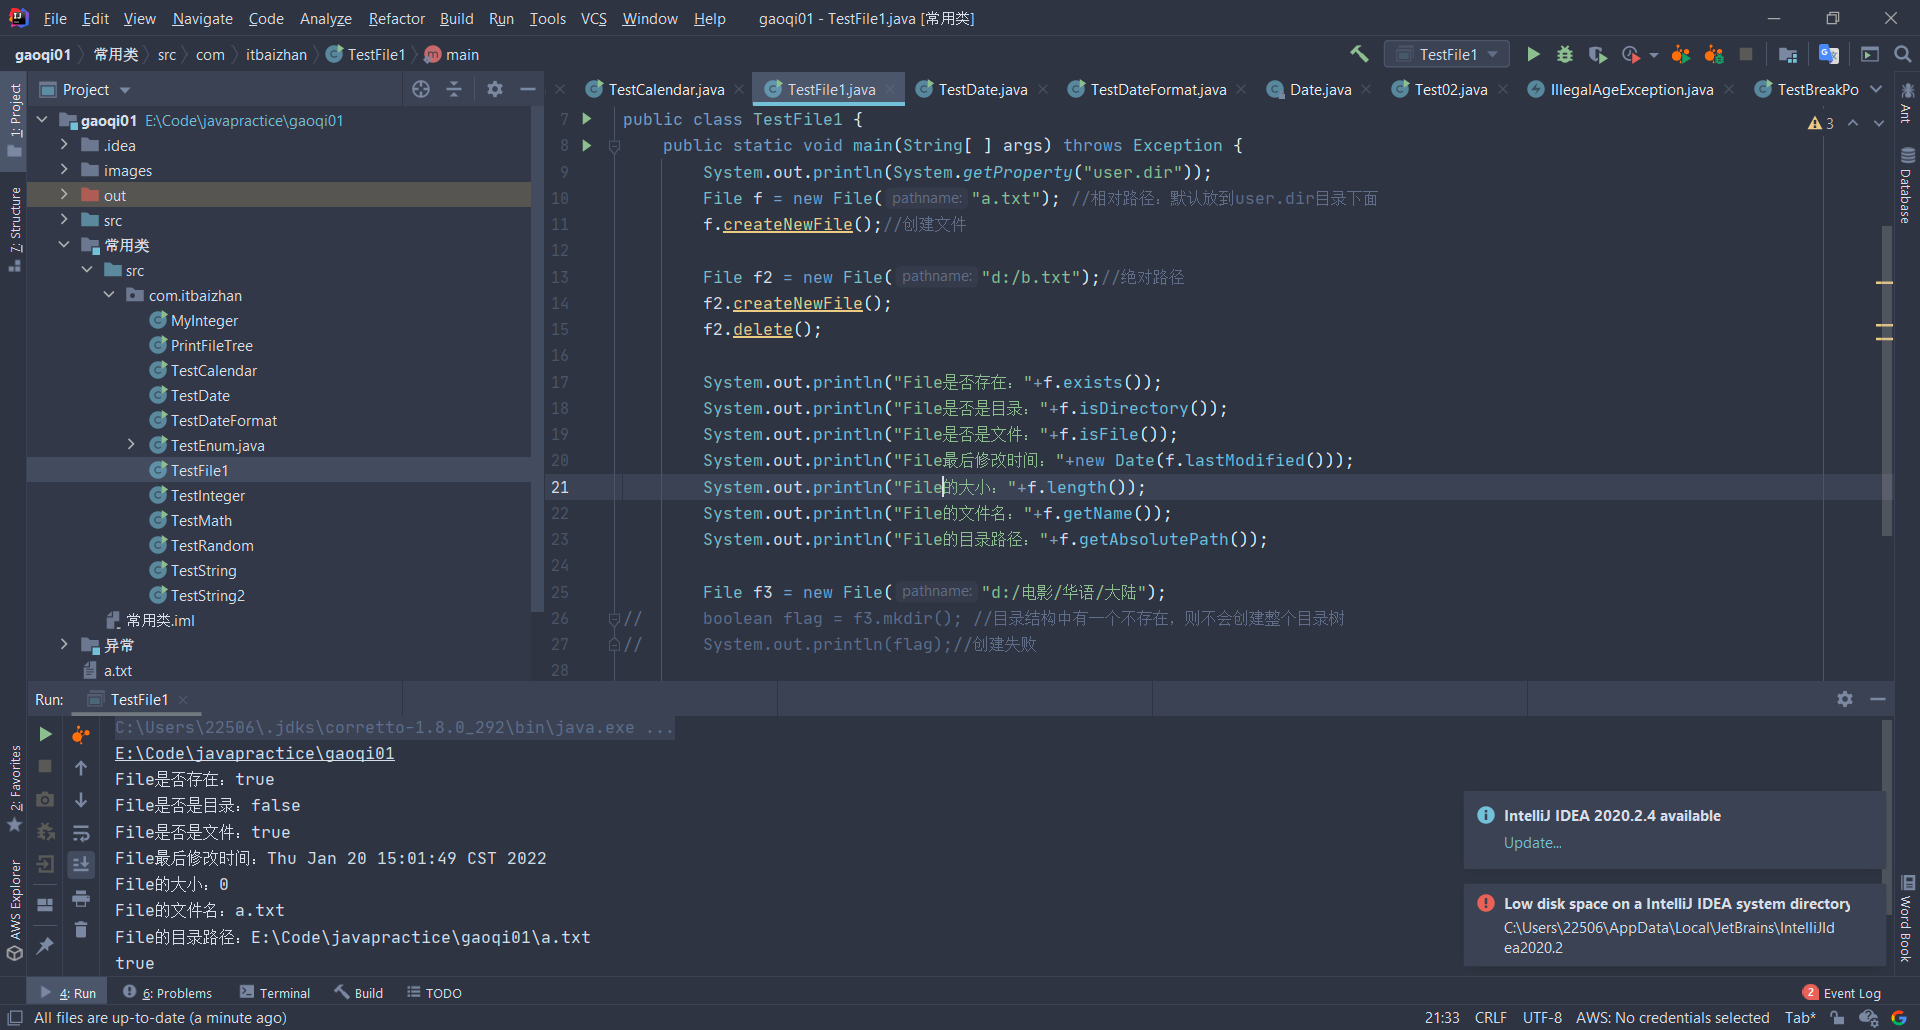 File Edit View Navigate Code Analyze Refactor Build Run Tools VCS Window Help gaoqi01 - TestFile1.java [常用类]
gaoqi01 常用类 src com itbaizhan TestFile1 main TestFile1
Project
TestCalendar.java TestFile1.java TestDate.java TestDateFormat.java Date.java Test02.java IllegalAgeException.java TestBreakPo
1: Project
7: Structure
2: Favorites
AWS Explorer
gaoqi01 E:\Code\javapractice\gaoqi01
.idea
images
out
src
常用类
src
com.itbaizhan
MyInteger
PrintFileTree
TestCalendar
TestDate
TestDateFormat
TestEnum.java
TestFile1
TestInteger
TestMath
TestRandom
TestString
TestString2
常用类.iml
异常
a.txt
3
7 public class TestFile1 {
8 public static void main(String[ ] args) throws Exception {
9 System.out.println(System.getProperty("user.dir"));
10 File f = new File( pathname: "a.txt"); //相对路径：默认放到user.dir目录下面
11 f.createNewFile();//创建文件
12
13 File f2 = new File( pathname: "d:/b.txt");//绝对路径
14 f2.createNewFile();
15 f2.delete();
16
17 System.out.println("File是否存在："+f.exists());
18 System.out.println("File是否是目录："+f.isDirectory());
19 System.out.println("File是否是文件："+f.isFile());
20 System.out.println("File最后修改时间："+new Date(f.lastModified()));
21 System.out.println("File的大小："+f.length());
22 System.out.println("File的文件名："+f.getName());
23 System.out.println("File的目录路径："+f.getAbsolutePath());
24
25 File f3 = new File( pathname: "d:/电影/华语/大陆");
26 // boolean flag = f3.mkdir(); //目录结构中有一个不存在，则不会创建整个目录树
27 // System.out.println(flag);//创建失败
28
Ant
Database
Word Book
Run: TestFile1
C:\Users\22506\.jdks\corretto-1.8.0_292\bin\java.exe ...
E:\Code\javapractice\gaoqi01
File是否存在：true
File是否是目录：false
File是否是文件：true
File最后修改时间：Thu Jan 20 15:01:49 CST 2022
File的大小：0
File的文件名：a.txt
File的目录路径：E:\Code\javapractice\gaoqi01\a.txt
true
IntelliJ IDEA 2020.2.4 available
Update...
Low disk space on a IntelliJ IDEA system directory
C:\Users\22506\AppData\Local\JetBrains\IntelliJId
ea2020.2
4: Run 6: Problems Terminal Build TODO 2 Event Log
All files are up-to-date (a minute ago) 21:33 CRLF UTF-8 AWS: No credentials selected Tab*